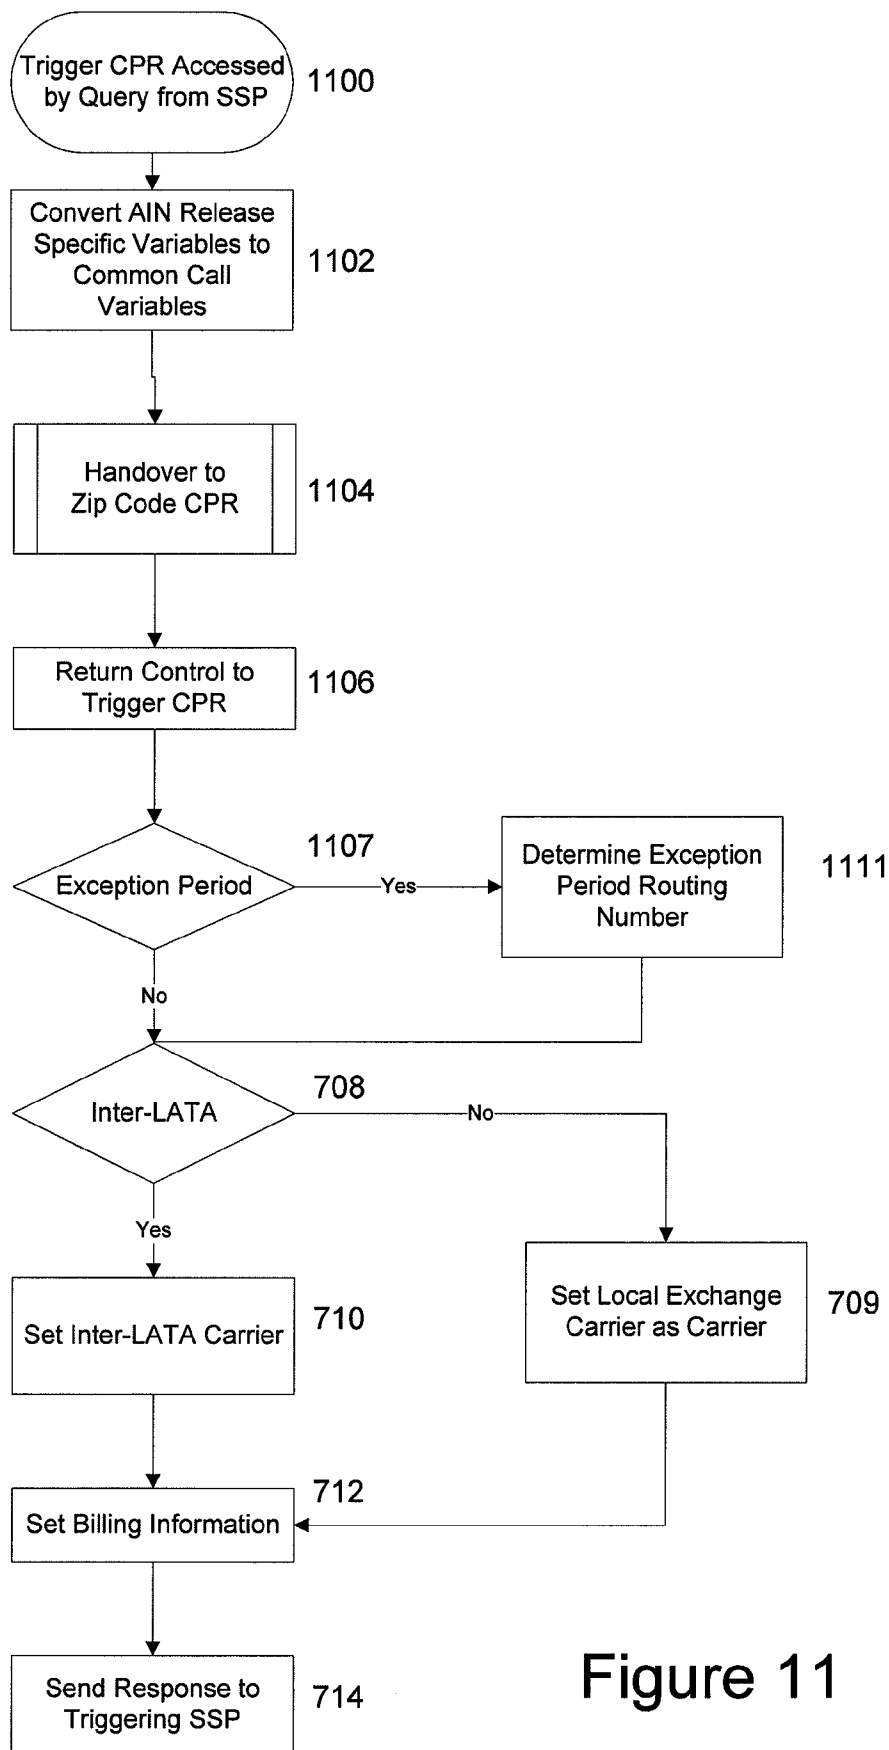 Trigger CPR Accessed
by Query from SSP
1100
Convert AIN Release
Specific Variables to
Common Call
Variables
1102
Handover to
Zip Code CPR
1104
Return Control to
Trigger CPR
1106
Exception Period
1107
Yes
Determine Exception
Period Routing
Number
1111
No
Inter-LATA
708
No
Yes
Set Inter-LATA Carrier
710
Set Local Exchange
Carrier as Carrier
709
Set Billing Information
712
Send Response to
Triggering SSP
714
Figure 11